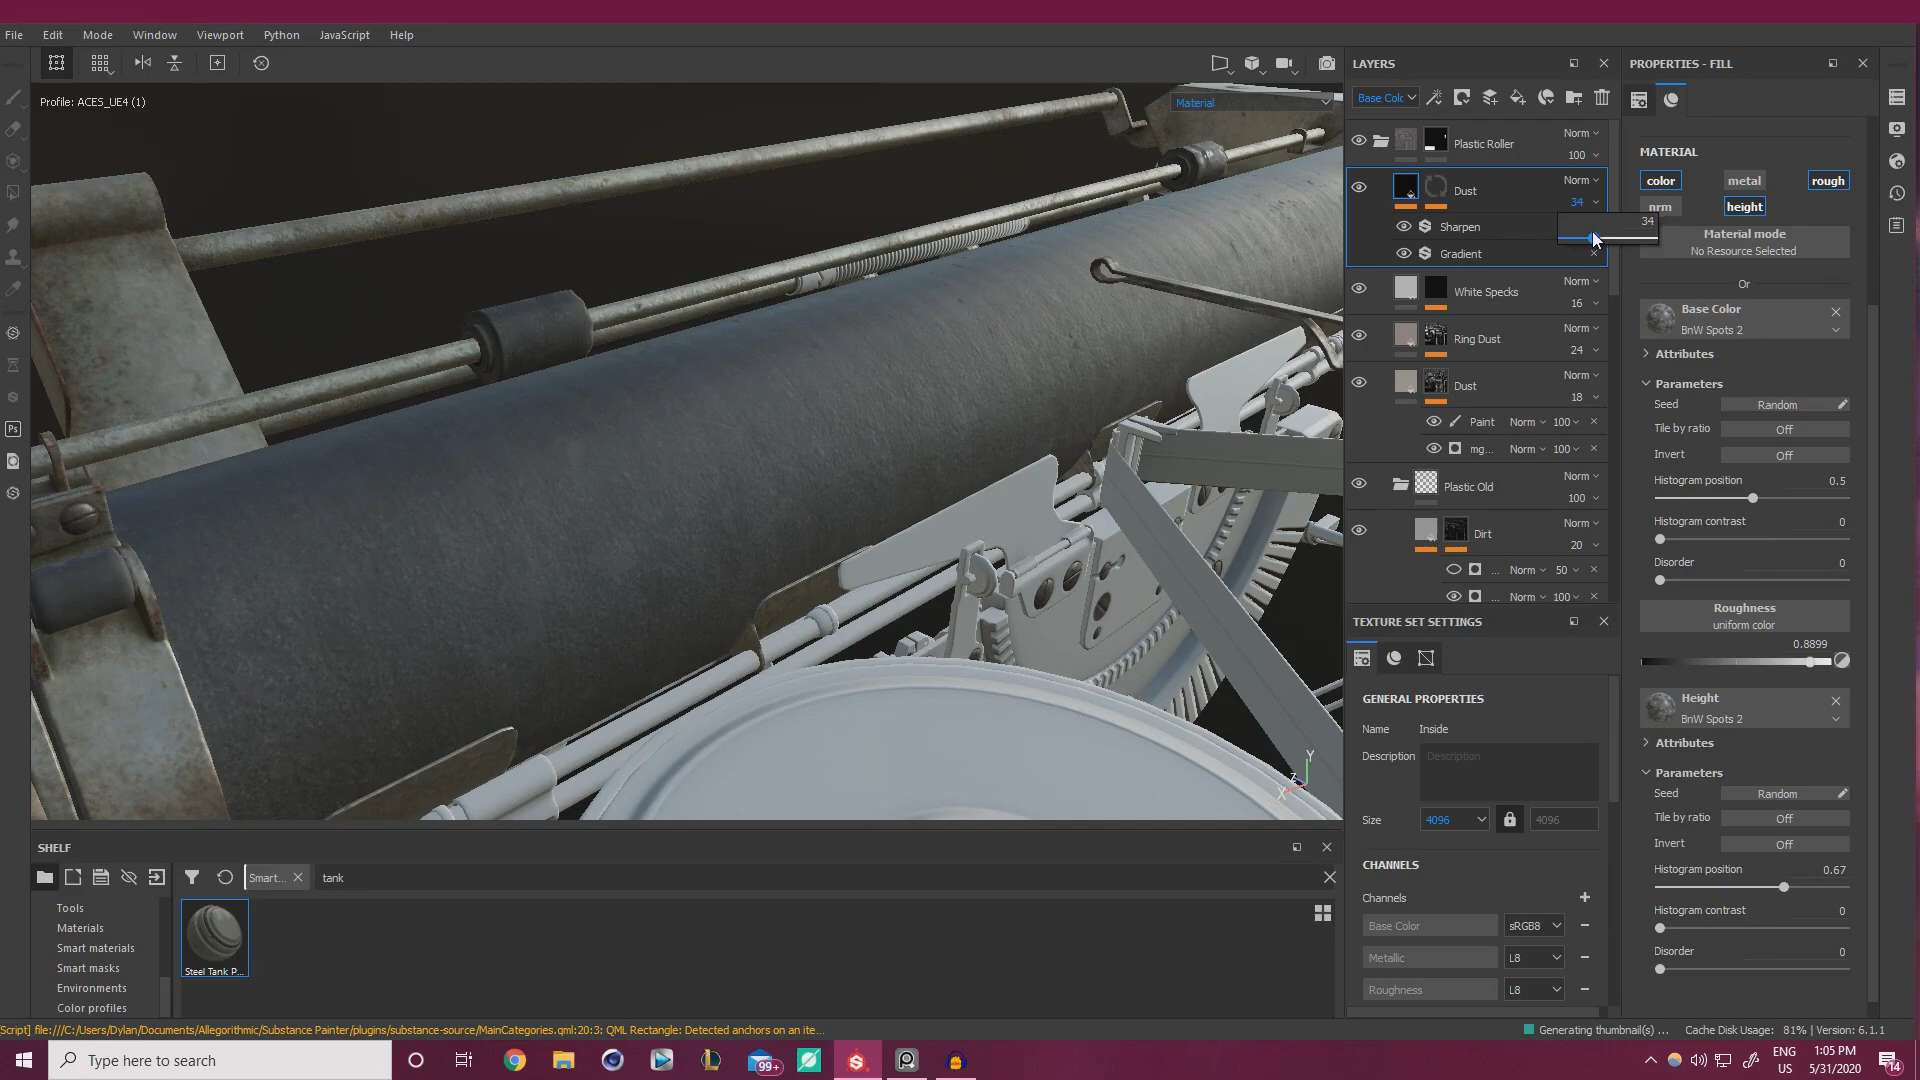 File Edit Mode Window Viewport Python JavaScript Help
Profile: ACES_UE4 (1)
Material
LAYERS
Base Colc
Plastic Roller Norm 100
Dust Norm 34
Sharpen
34
Gradient
White Specks Norm 16
Ring Dust Norm 24
Dust Norm 18
Paint Norm 100
mg... Norm 100
Plastic Old Norm 100
Dirt Norm 20
... Norm 50
... Norm 100
TEXTURE SET SETTINGS
GENERAL PROPERTIES
Name Inside
Description Description
Size 4096 4096
CHANNELS
Channels
Base Color sRGB8
Metallic L8
Roughness L8
PROPERTIES - FILL
MATERIAL
color metal rough
nrm height
Material mode
No Resource Selected
Or
Base Color
BnW Spots 2
Attributes
Parameters
Seed Random
Tile by ratio Off
Invert Off
Histogram position 0.5
Histogram contrast 0
Disorder 0
Roughness
uniform color
0.8899
Height
BnW Spots 2
Attributes
Parameters
Seed Random
Tile by ratio Off
Invert Off
Histogram position 0.67
Histogram contrast 0
Disorder 0
Y
Z
X
SHELF
Smart... tank
Tools
Materials
Smart materials
Smart masks
Environments
Color profiles
Steel Tank P...
Ps
Script] file:///C:/Users/Dylan/Documents/Allegorithmic/Substance Painter/plugins/substance-source/MainCategories.qml:20:3: QML Rectangle: Detected anchors on an ite...
Generating thumbnail(s) ... Cache Disk Usage: 81% | Version: 6.1.1
Type here to search
99+
ENG
US
1:05 PM
5/31/2020
14